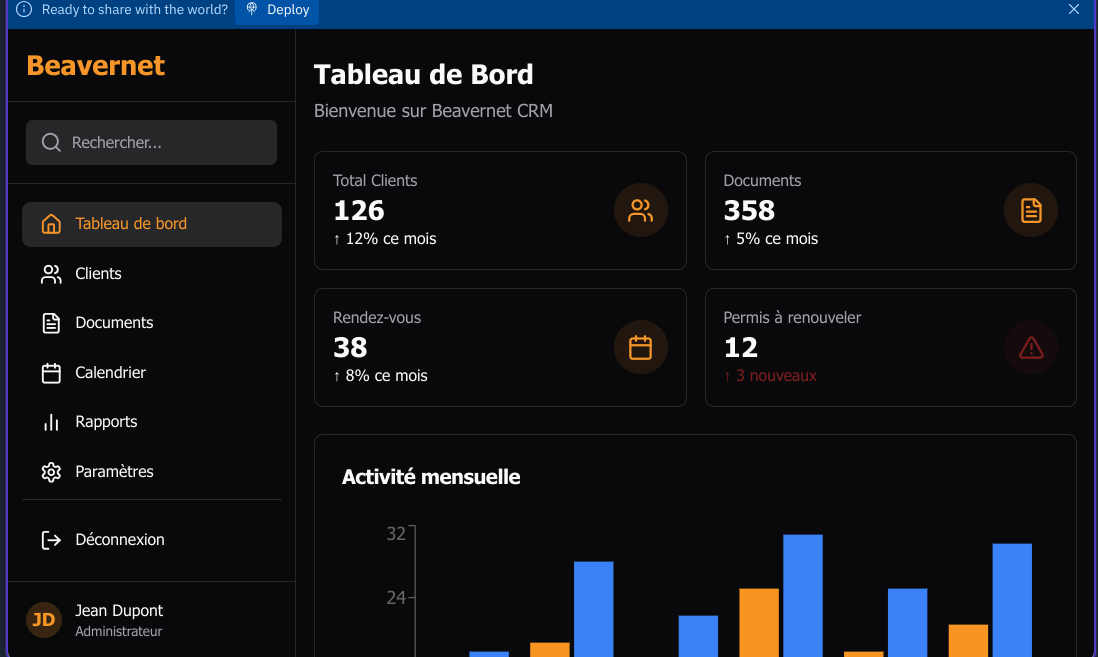 Ready to share with the world?
Deploy
Beavernet
Rechercher...
Tableau de bord
Clients
Documents
Calendrier
Rapports
Paramètres
Déconnexion
JD
Jean Dupont
Administrateur
Tableau de Bord
Bienvenue sur Beavernet CRM
Total Clients
126
↑ 12% ce mois
Documents
358
↑ 5% ce mois
Rendez-vous
38
↑ 8% ce mois
Permis à renouveler
12
↑ 3 nouveaux
Activité mensuelle
32
24